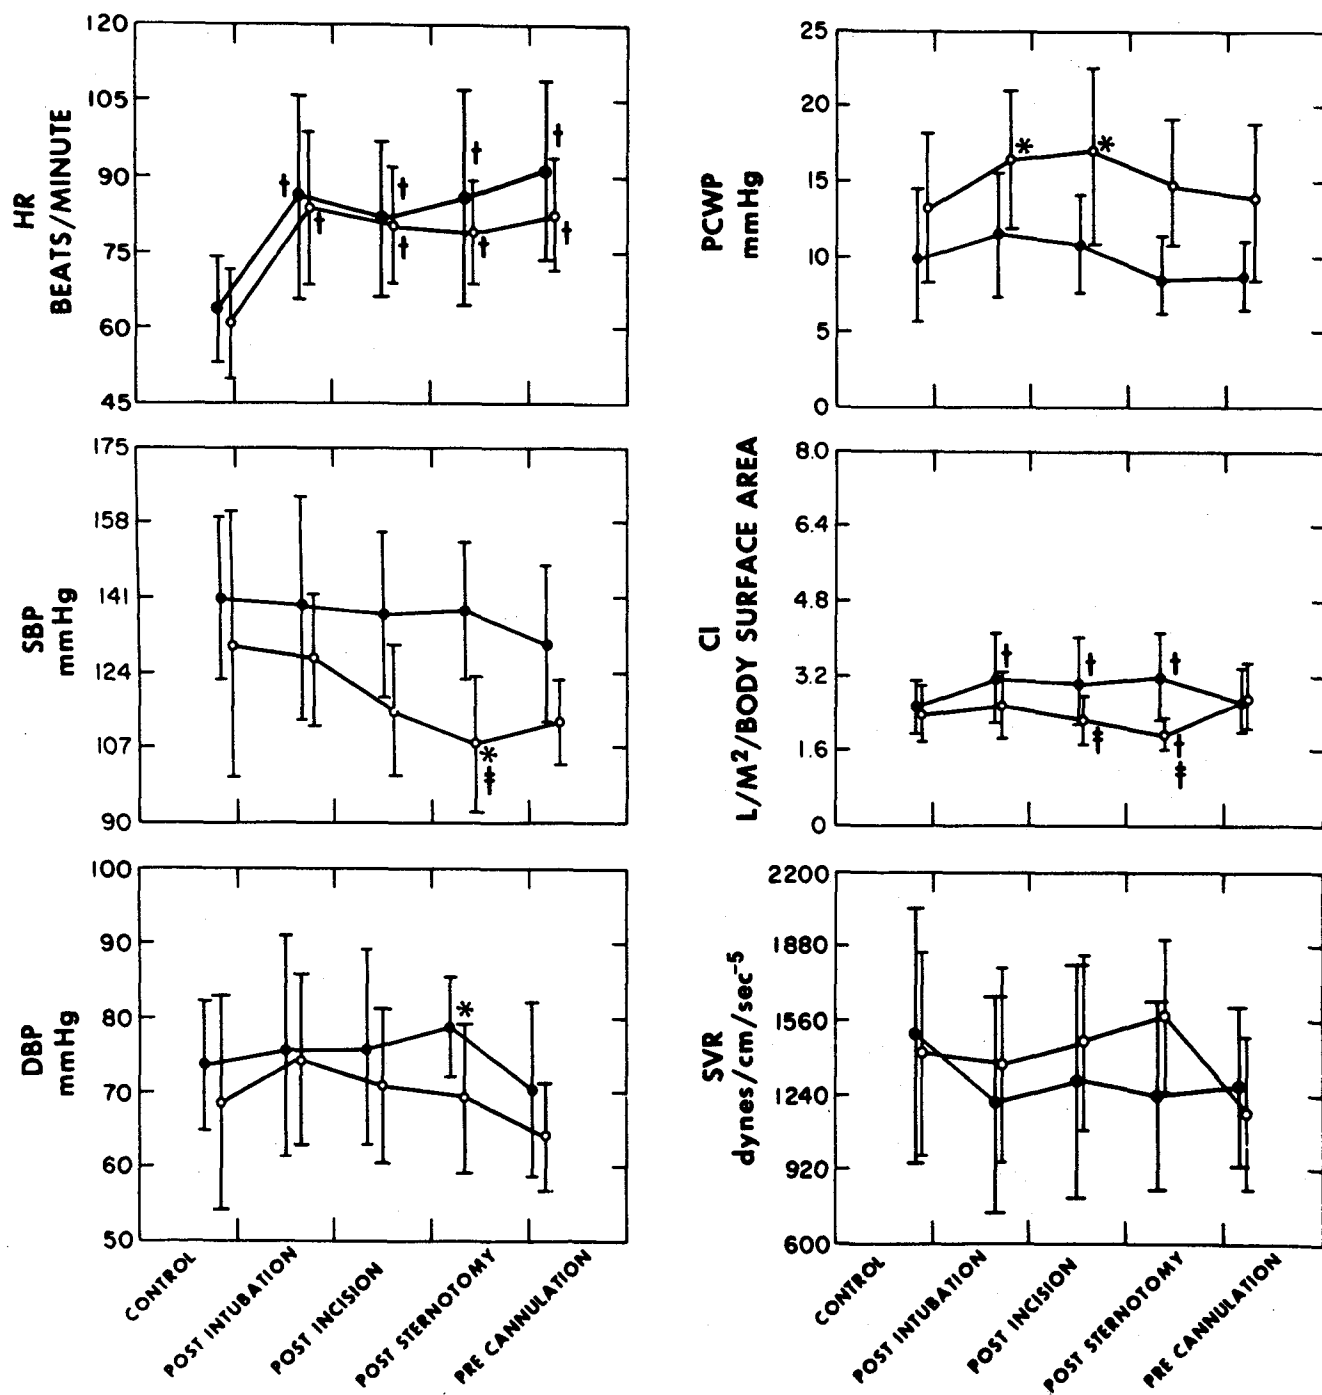 HR
BEATS/MINUTE
120
105
90
75
60
45
†
†
†
†
†
†
†
†
PCWP
mmHg
25
20
15
10
5
0
*
*
SBP
mmHg
175
158
141
124
107
90
*
‡
CI
L/M²/BODY SURFACE AREA
8.0
6.4
4.8
3.2
1.6
0
†
†
†
‡
†
‡
DBP
mmHg
100
90
80
70
60
50
*
SVR
dynes/cm/sec⁻⁵
2200
1880
1560
1240
920
600
CONTROL
POST INTUBATION
POST INCISION
POST STERNOTOMY
PRE CANNULATION
CONTROL
POST INTUBATION
POST INCISION
POST STERNOTOMY
PRE CANNULATION